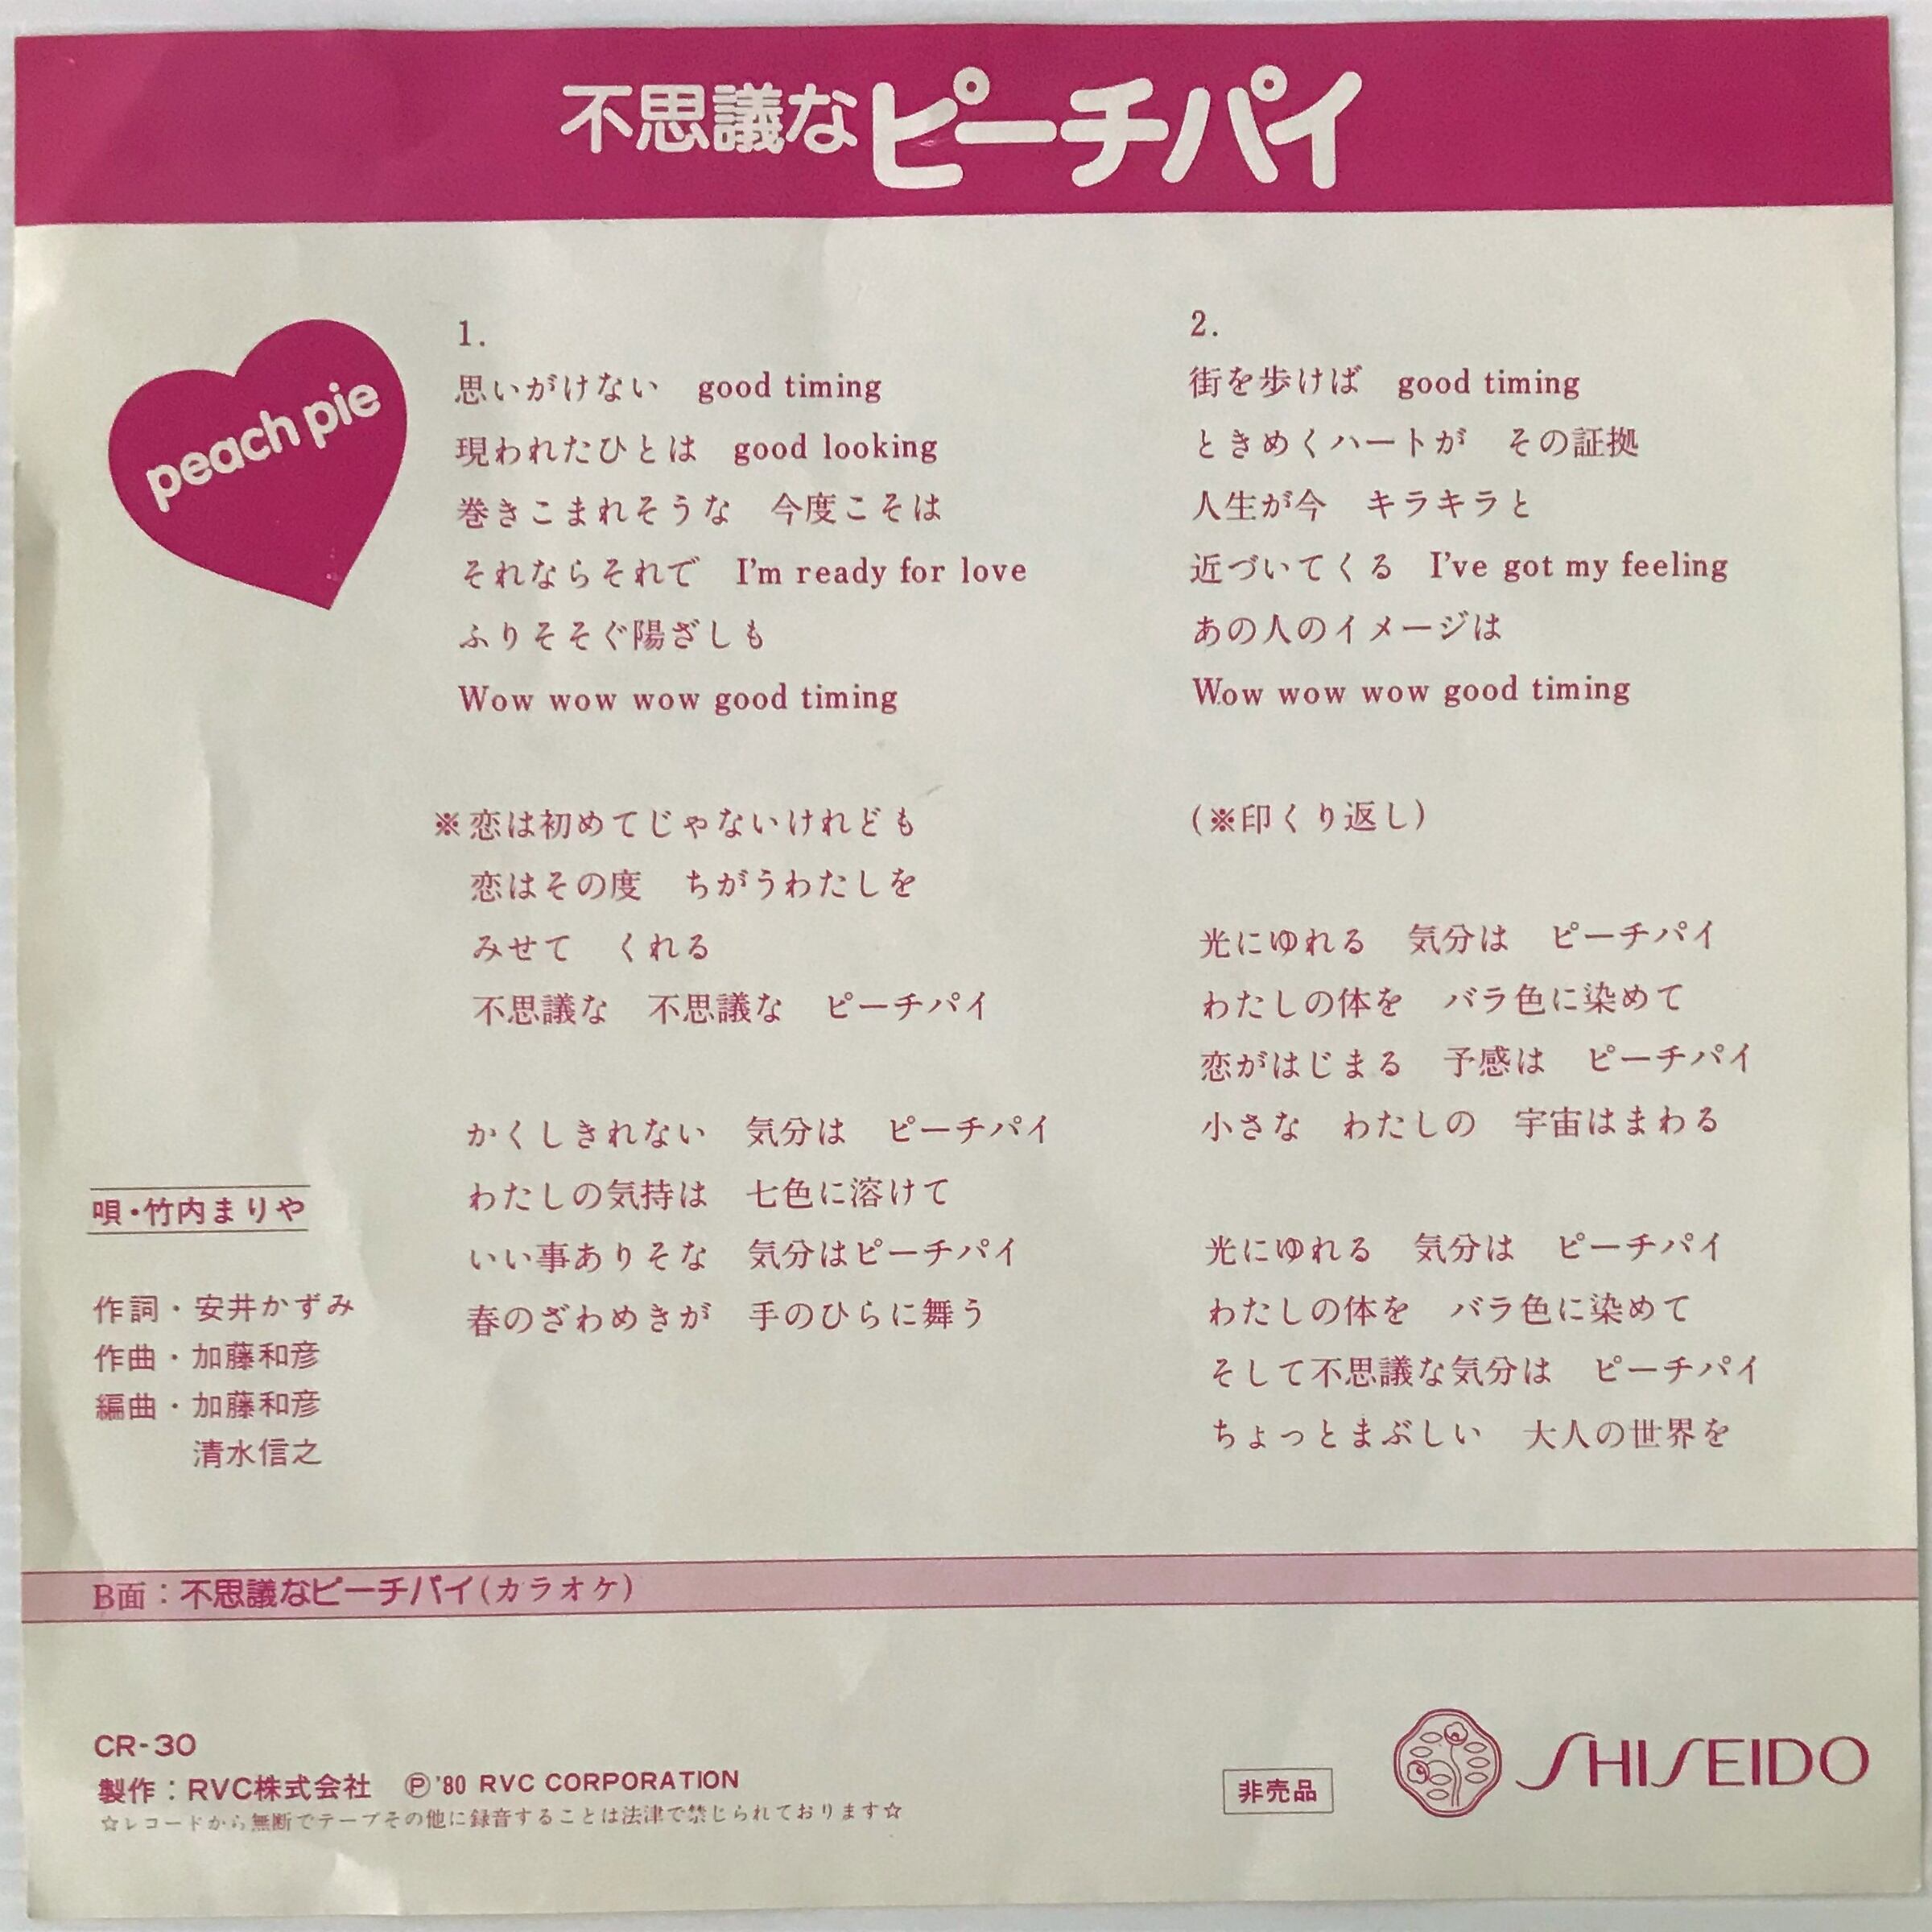 不思議なピーチパイ
peach pie
1.
思いがけない　good timing
現われたひとは　good looking
巻きこまれそうな　今度こそは
それならそれで　I'm ready for love
ふりそそぐ陽ざしも
Wow wow wow good timing
※恋は初めてじゃないけれども
恋はその度　ちがうわたしを
みせて　くれる
不思議な　不思議な　ピーチパイ
かくしきれない　気分は　ピーチパイ
わたしの気持は　七色に溶けて
いい事ありそな　気分はピーチパイ
春のざわめきが　手のひらに舞う
2.
街を歩けば　good timing
ときめくハートが　その証拠
人生が今　キラキラと
近づいてくる　I've got my feeling
あの人のイメージは
Wow wow wow good timing
(※印くり返し)
光にゆれる　気分は　ピーチパイ
わたしの体を　バラ色に染めて
恋がはじまる　予感は　ピーチパイ
小さな　わたしの　宇宙はまわる
光にゆれる　気分は　ピーチパイ
わたしの体を　バラ色に染めて
そして不思議な気分は　ピーチパイ
ちょっとまぶしい　大人の世界を
唄・竹内まりや
作詞・安井かずみ
作曲・加藤和彦
編曲・加藤和彦
清水信之
B面：不思議なピーチパイ(カラオケ)
CR-30
製作：RVC株式会社　Ⓟ'80 RVC CORPORATION
☆レコードから無断でテープその他に録音することは法津で禁じられております☆
非売品
SHISEIDO